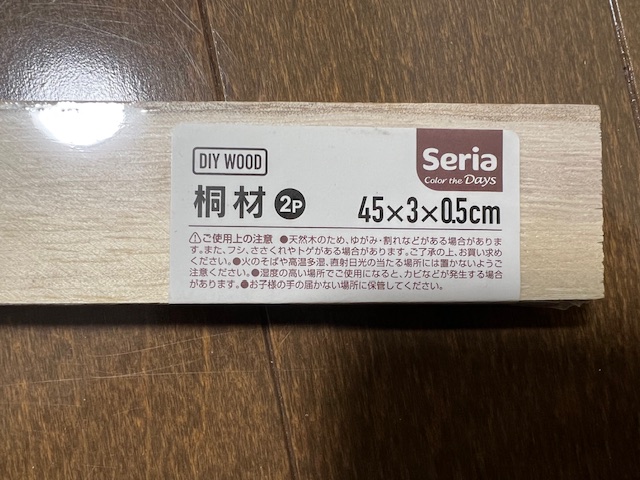 DIY WOOD
Seria
Color the Days
桐材 2P
45×3×0.5cm
⚠ご使用上の注意 ●天然木のため、ゆがみ・割れなどがある場合がありま
す。また、フシ、ささくれやトゲがある場合があります。ご了承の上、お買い求め
ください。●火のそばや高温多湿、直射日光の当たる場所には置かないようご
注意ください。●湿度の高い場所でご使用になると、カビなどが発生する場合
があります。●お子様の手の届かない場所に保管してください。